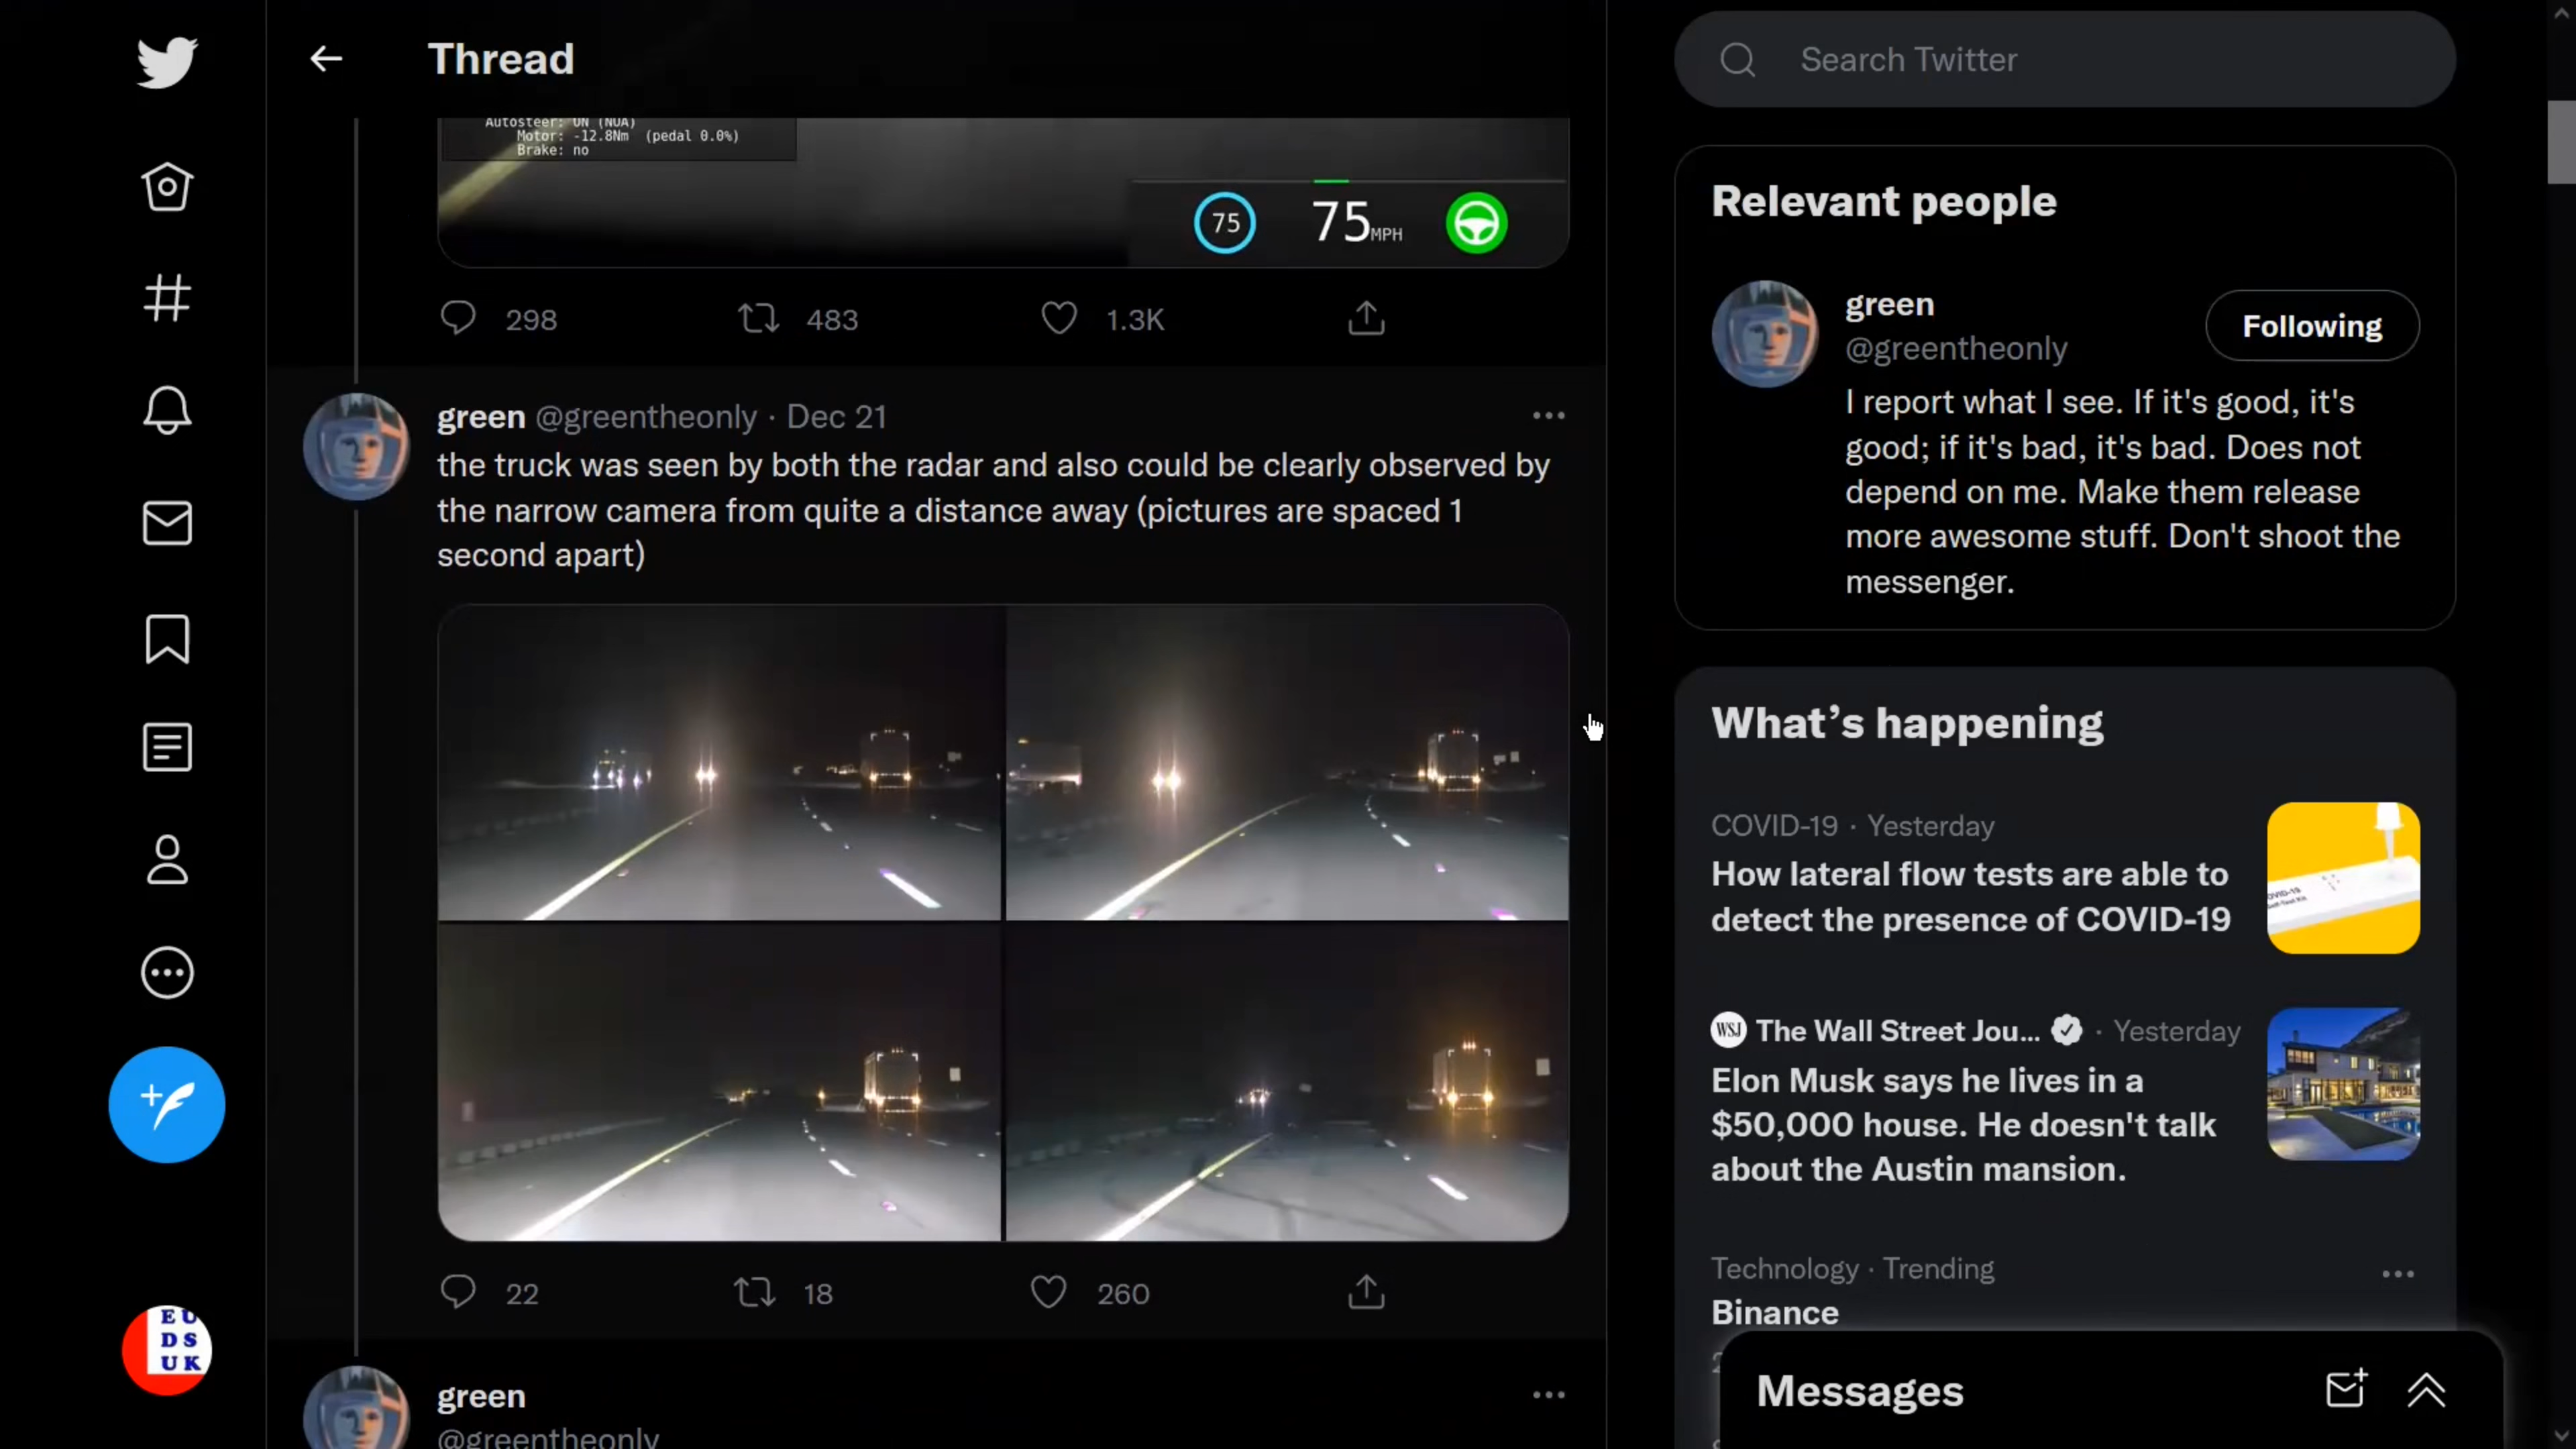 Thread
Search Twitter
Autosteer: ON (NOA)
Motor: -12.8Nm (pedal 0.0%)
Brake: no
75
75 MPH
298
483
1.3K
green @greentheonly · Dec 21
the truck was seen by both the radar and also could be clearly observed by
the narrow camera from quite a distance away (pictures are spaced 1
second apart)
22
18
260
green
@greentheonly
Relevant people
green
@greentheonly
Following
I report what I see. If it's good, it's
good; if it's bad, it's bad. Does not
depend on me. Make them release
more awesome stuff. Don't shoot the
messenger.
What's happening
COVID-19 · Yesterday
How lateral flow tests are able to
detect the presence of COVID-19
WSJ The Wall Street Jou... · Yesterday
Elon Musk says he lives in a
$50,000 house. He doesn't talk
about the Austin mansion.
Technology · Trending
Binance
Messages
EU
DS
UK